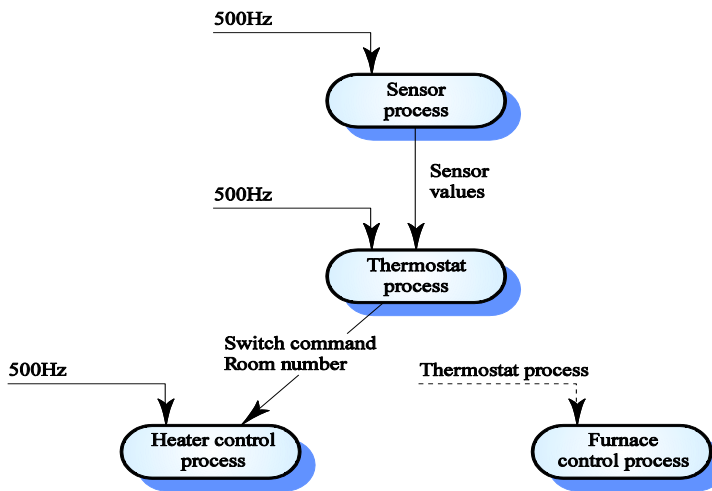 500Hz
Sensor
process
Sensor
values
500Hz
Thermostat
process
Switch command
Room number
500Hz
Thermostat process
Heater control
process
Furnace
control process